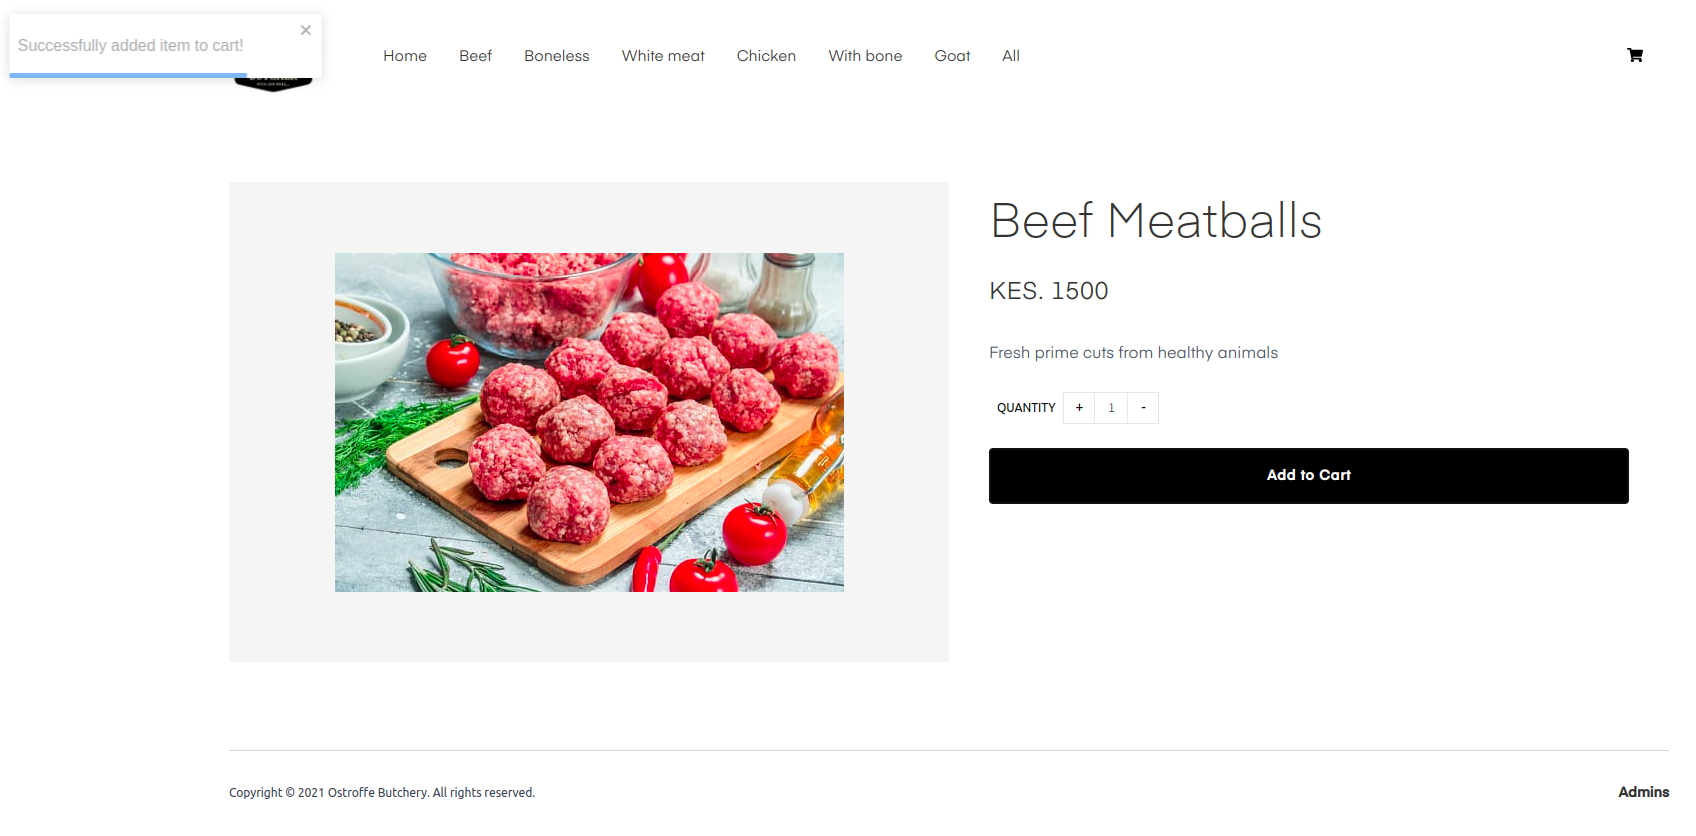 Successfully added item to cart!
Home Beef Boneless White meat Chicken With bone Goat All
Beef Meatballs
KES. 1500
Fresh prime cuts from healthy animals
QUANTITY + 1 -
Add to Cart
Copyright © 2021 Ostroffe Butchery. All rights reserved.
Admins